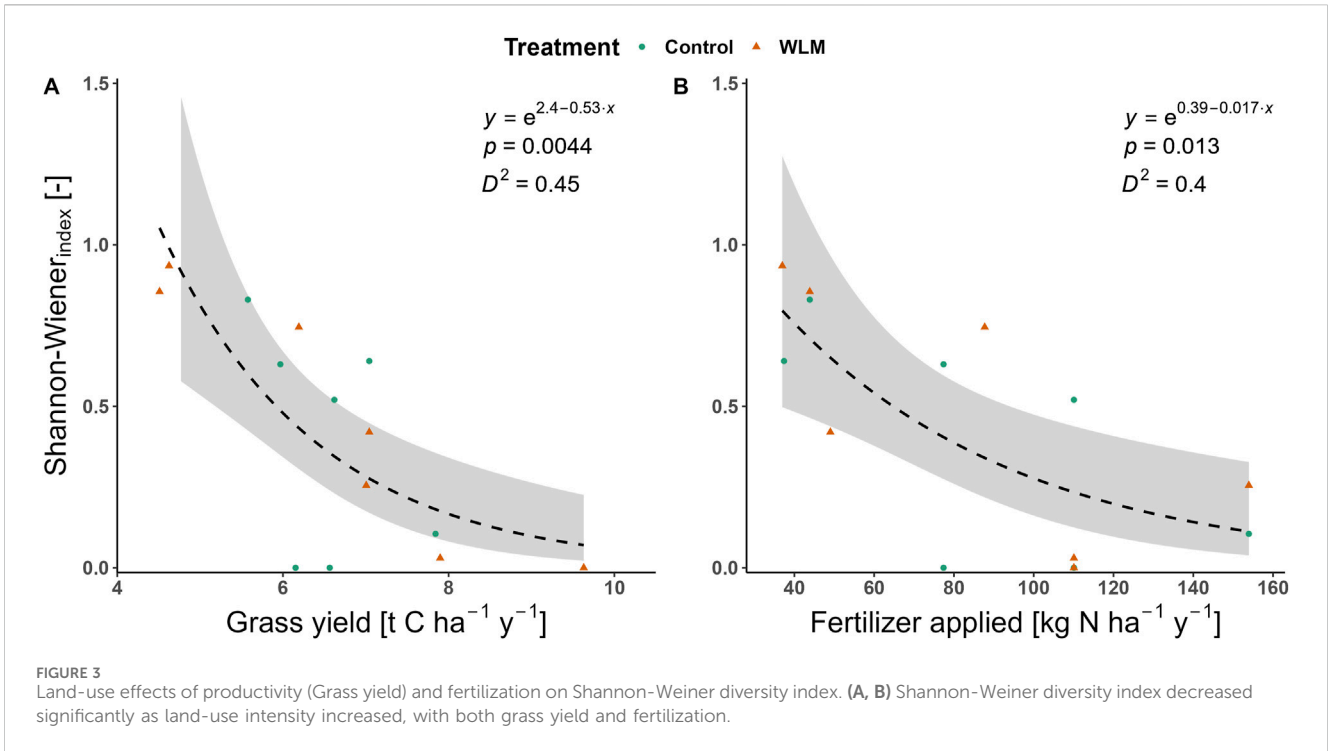 Treatment Control WLM
A
y = e^2.4−0.53·x
p = 0.0044
D² = 0.45
Shannon-Wiener_index [-]
1.5
1.0
0.5
0.0
4 6 8 10
Grass yield [t C ha⁻¹ y⁻¹]
B
y = e^0.39−0.017·x
p = 0.013
D² = 0.4
1.5
1.0
0.5
0.0
40 60 80 100 120 140 160
Fertilizer applied [kg N ha⁻¹ y⁻¹]
FIGURE 3
Land-use effects of productivity (Grass yield) and fertilization on Shannon-Weiner diversity index. (A, B) Shannon-Weiner diversity index decreased
significantly as land-use intensity increased, with both grass yield and fertilization.